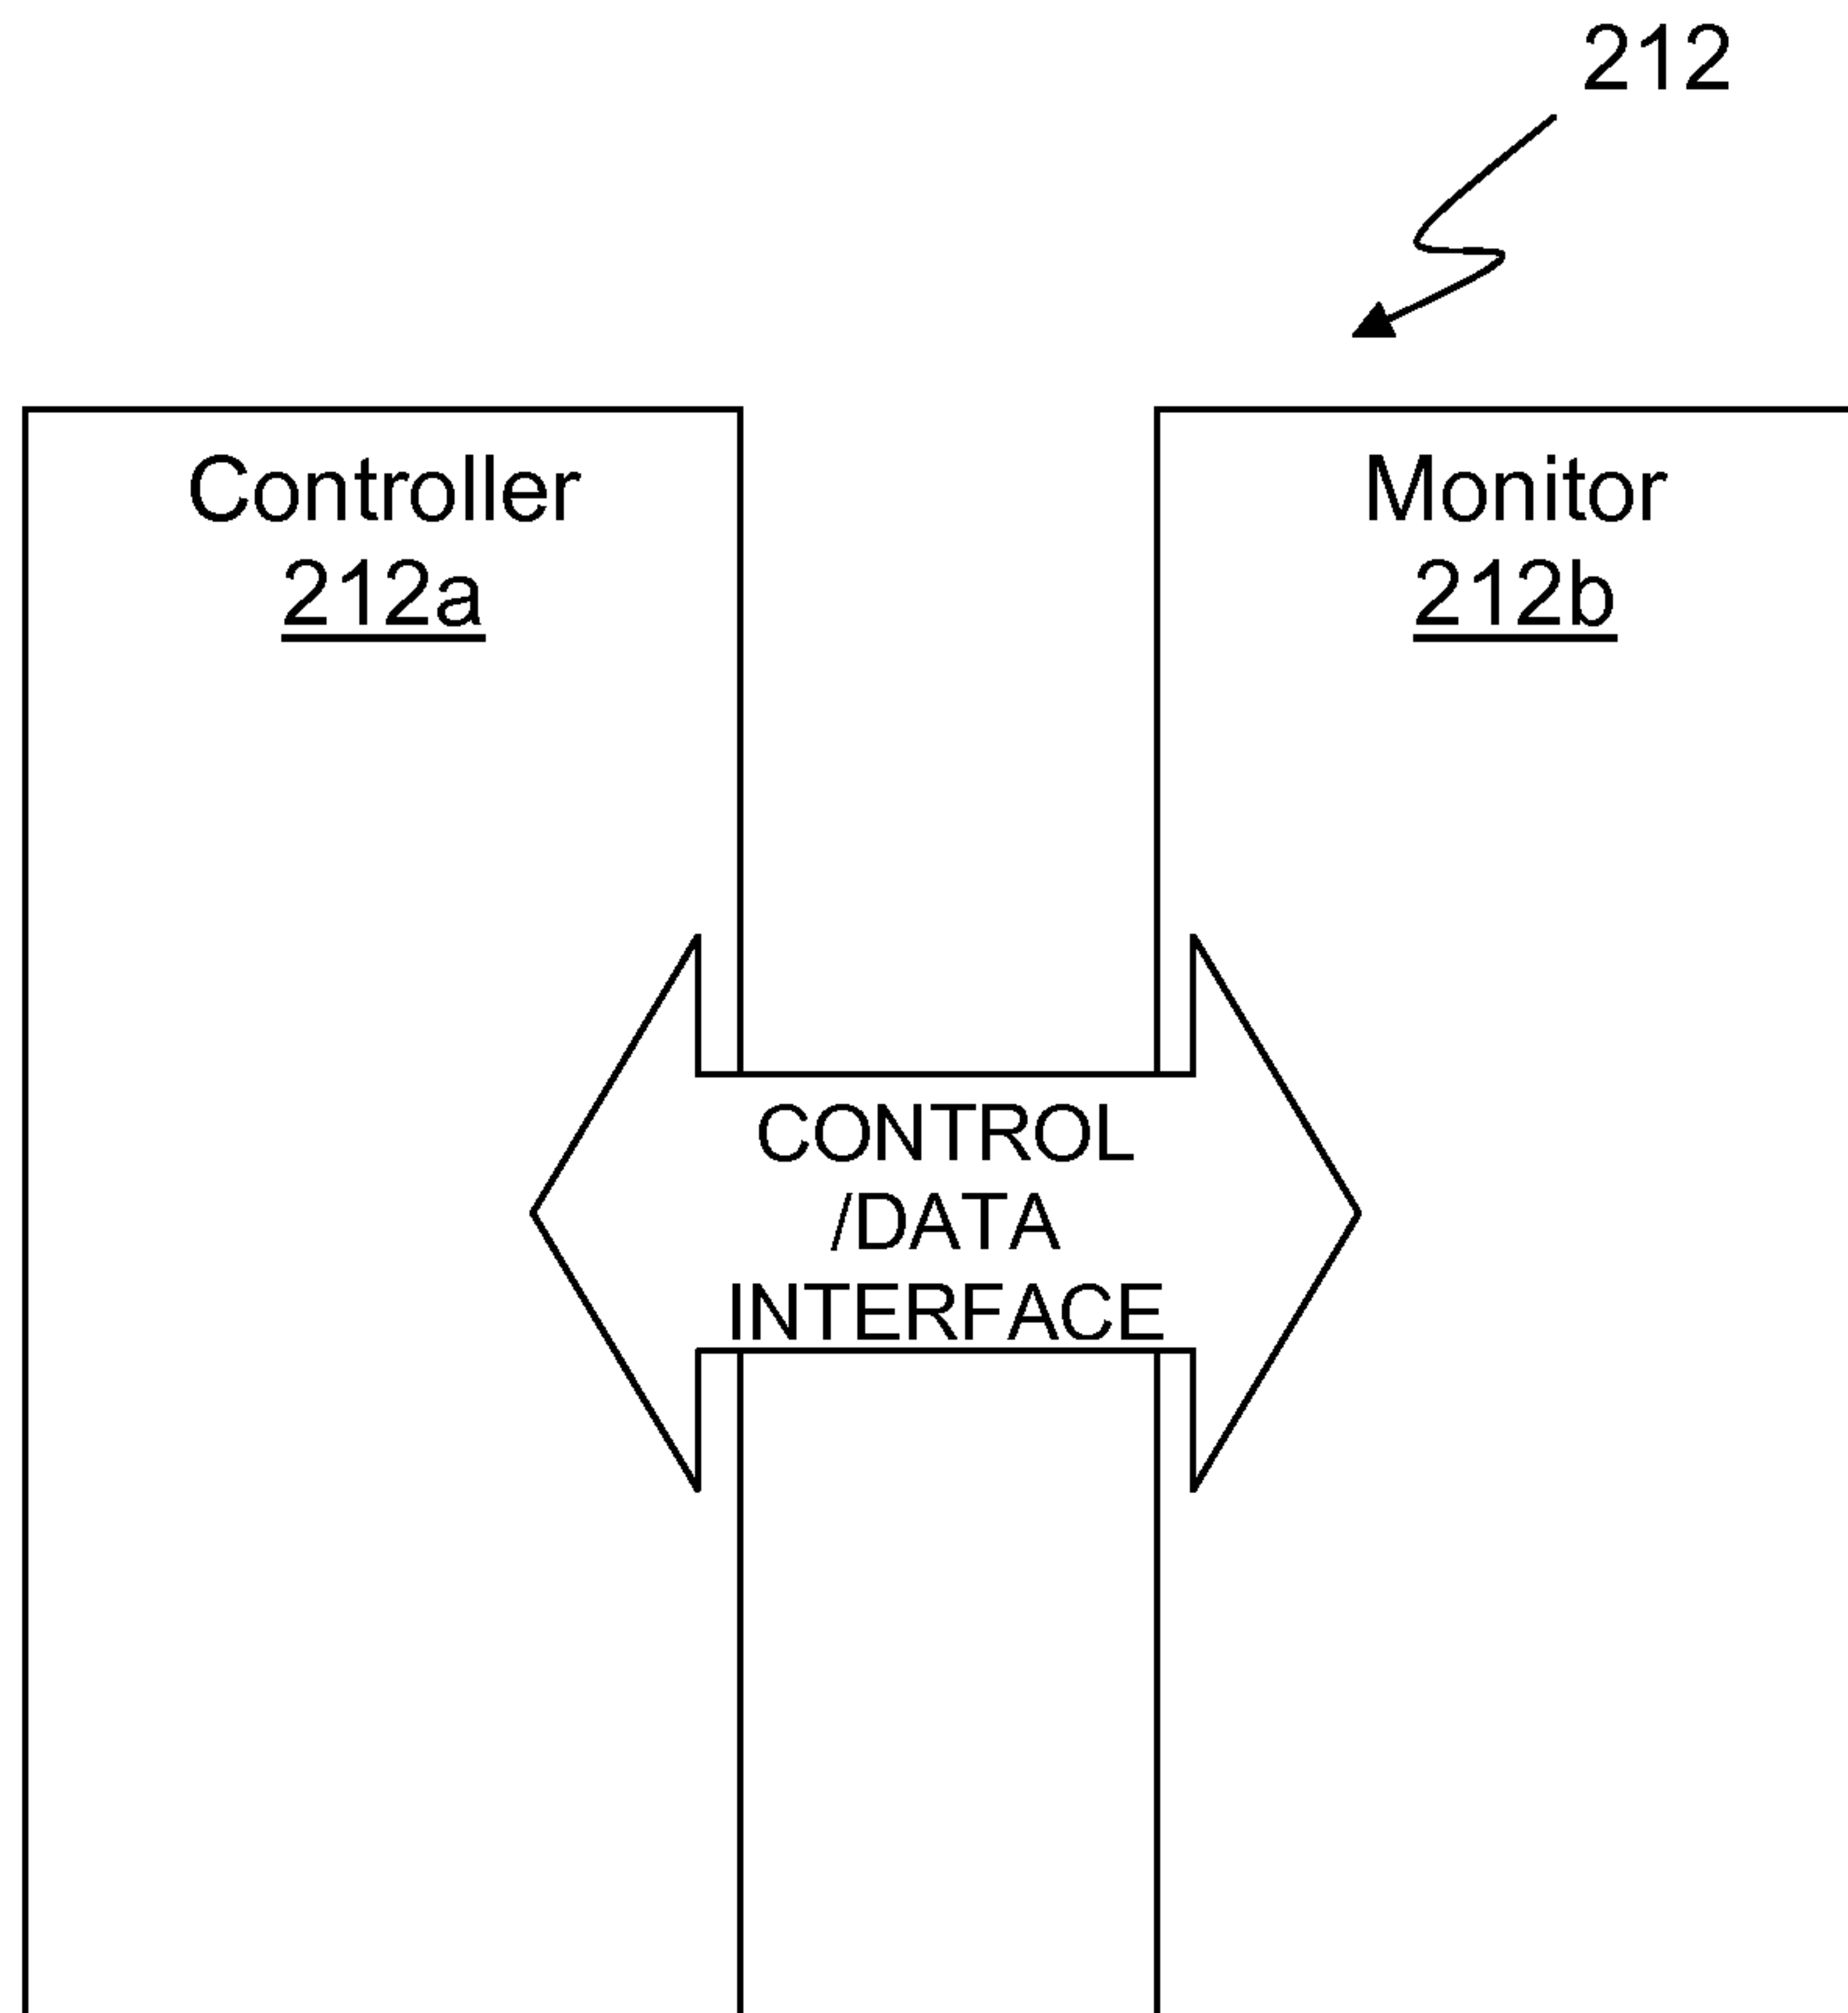 212
Controller
212a
Monitor
212b
CONTROL
/DATA
INTERFACE